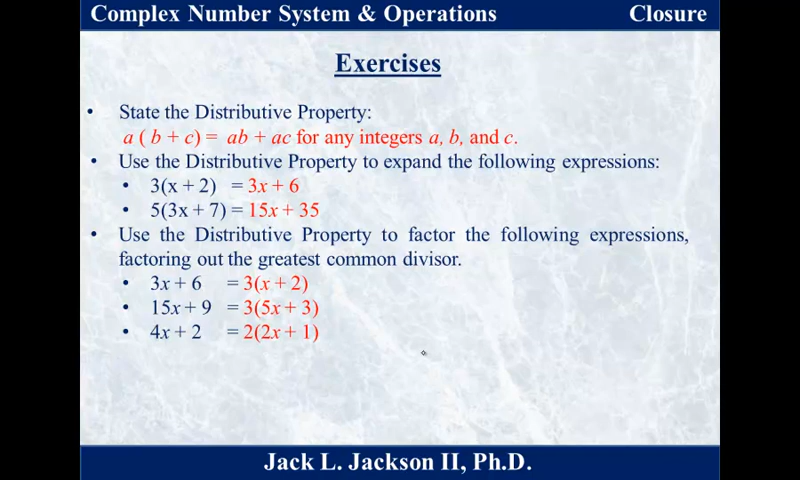 Complex Number System & Operations Closure
Exercises
• State the Distributive Property:
a ( b + c) = ab + ac for any integers a, b, and c.
• Use the Distributive Property to expand the following expressions:
• 3(x + 2) = 3x + 6
• 5(3x + 7) = 15x + 35
• Use the Distributive Property to factor the following expressions,
factoring out the greatest common divisor.
• 3x + 6 = 3(x + 2)
• 15x + 9 = 3(5x + 3)
• 4x + 2 = 2(2x + 1)
Jack L. Jackson II, Ph.D.